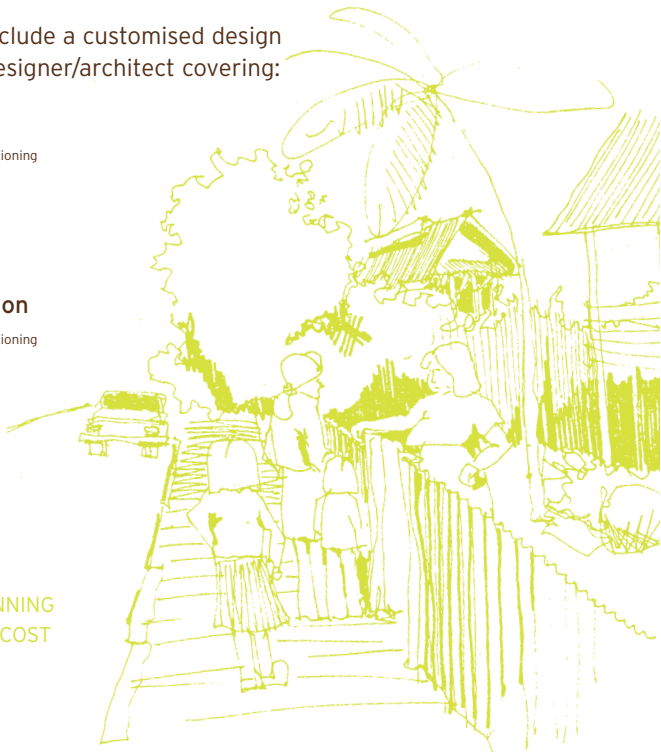 clude a customised design
esigner/architect covering:
ioning
on
ioning
NNING
COST